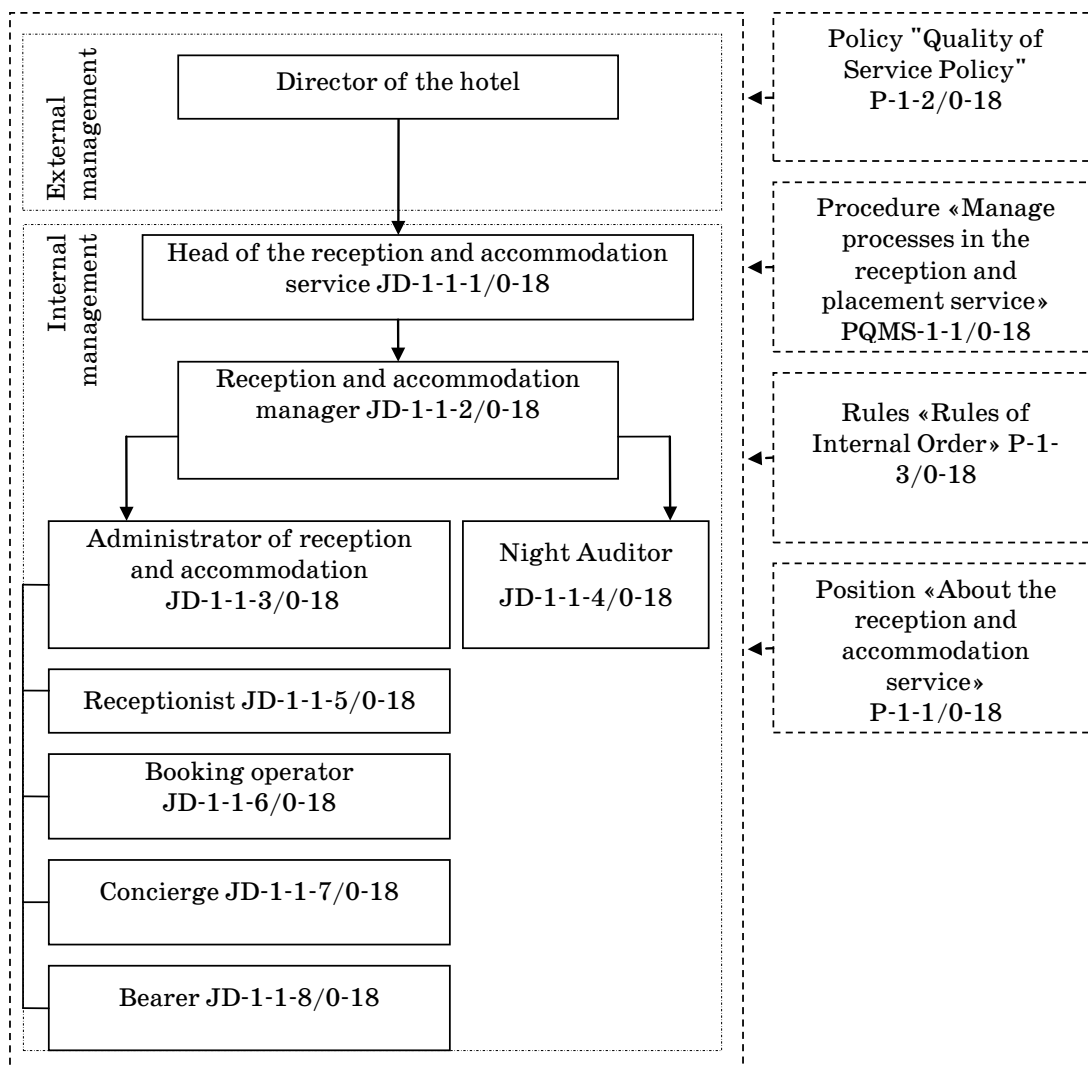 External
management
Director of the hotel
Internal
management
Head of the reception and accommodation
service JD-1-1-1/0-18
Reception and accommodation
manager JD-1-1-2/0-18
Administrator of reception
and accommodation
JD-1-1-3/0-18
Night Auditor
JD-1-1-4/0-18
Receptionist JD-1-1-5/0-18
Booking operator
JD-1-1-6/0-18
Concierge JD-1-1-7/0-18
Bearer JD-1-1-8/0-18
Policy "Quality of
Service Policy"
P-1-2/0-18
Procedure «Manage
processes in the
reception and
placement service»
PQMS-1-1/0-18
Rules «Rules of
Internal Order» P-1-
3/0-18
Position «About the
reception and
accommodation
service»
P-1-1/0-18